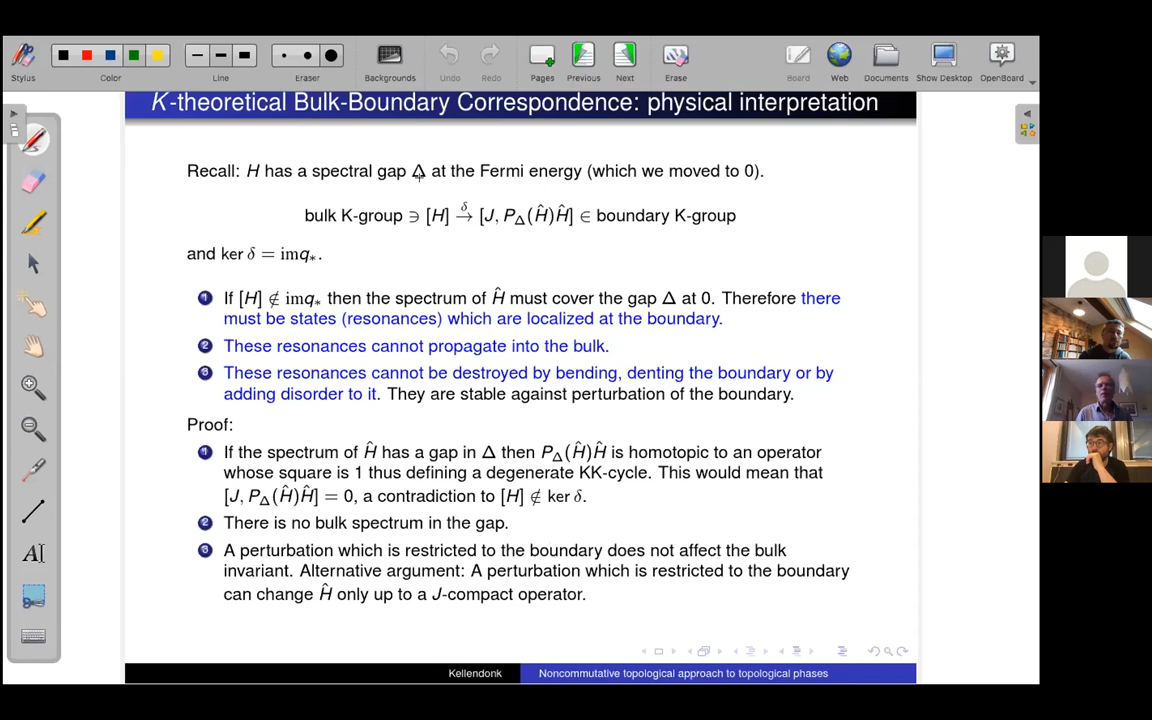 Stylus Color Line Eraser Backgrounds Undo Redo Pages Previous Next Erase Board Web Documents Show Desktop OpenBoard
K-theoretical Bulk-Boundary Correspondence: physical interpretation
Recall: H has a spectral gap Δ at the Fermi energy (which we moved to 0).
bulk K-group ∋ [H] →^δ [J, P_Δ(Ĥ)Ĥ] ∈ boundary K-group
and ker δ = imq_*.
1 If [H] ∉ imq_* then the spectrum of Ĥ must cover the gap Δ at 0. Therefore there
must be states (resonances) which are localized at the boundary.
2 These resonances cannot propagate into the bulk.
3 These resonances cannot be destroyed by bending, denting the boundary or by
adding disorder to it. They are stable against perturbation of the boundary.
Proof:
1 If the spectrum of Ĥ has a gap in Δ then P_Δ(Ĥ)Ĥ is homotopic to an operator
whose square is 1 thus defining a degenerate KK-cycle. This would mean that
[J, P_Δ(Ĥ)Ĥ] = 0, a contradiction to [H] ∉ ker δ.
2 There is no bulk spectrum in the gap.
3 A perturbation which is restricted to the boundary does not affect the bulk
invariant. Alternative argument: A perturbation which is restricted to the boundary
can change Ĥ only up to a J-compact operator.
Kellendonk Noncommutative topological approach to topological phases